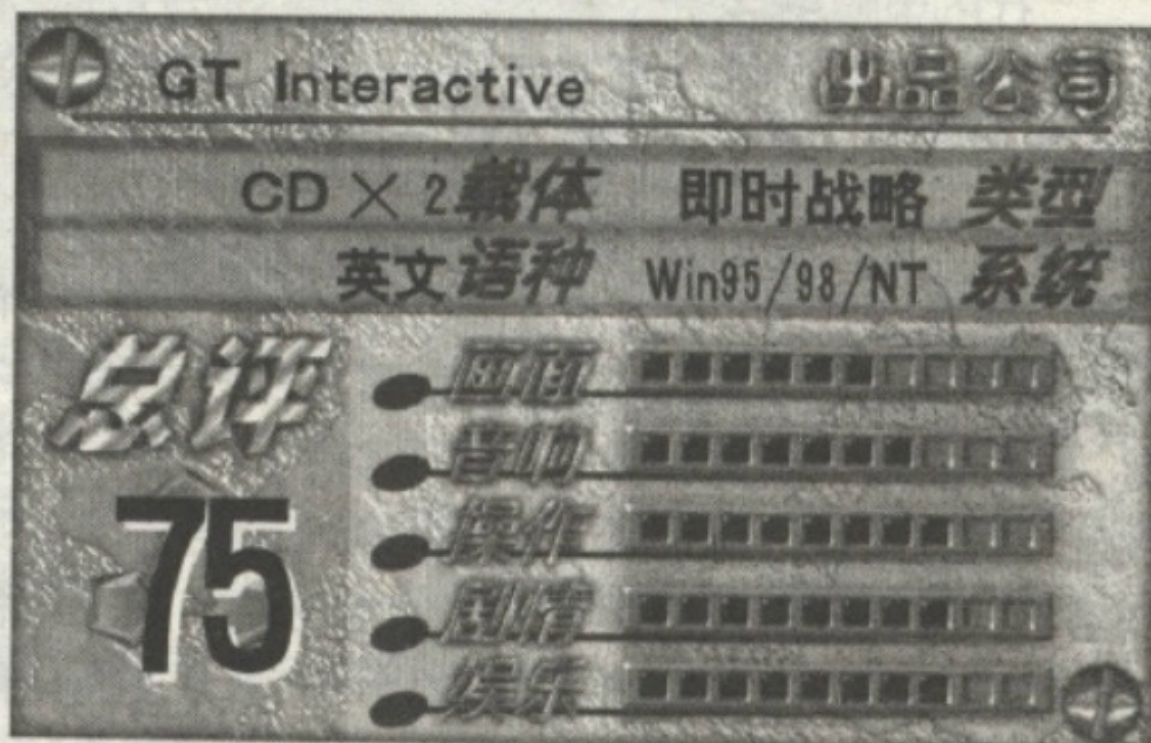 GT Interactive 出品公司
CD × 2 载体 即时战略 类型
英文 语种 Win95/98/NT 系统
总评
75
画面
音响
操作
剧情
娱乐